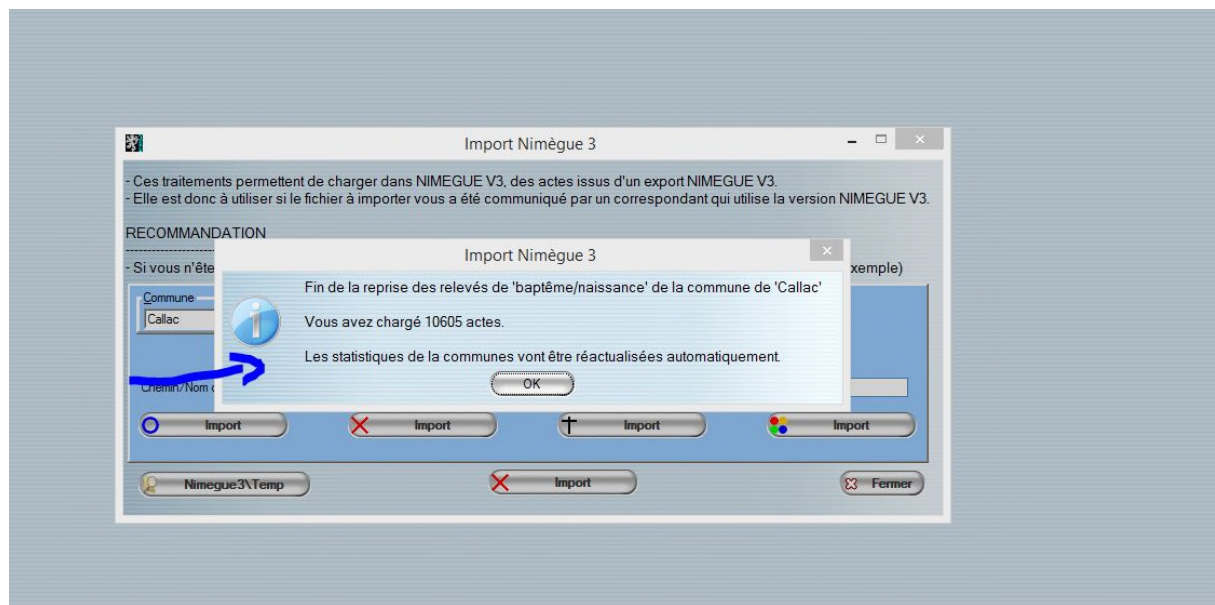 Import Nimègue 3
- Ces traitements permettent de charger dans NIMEGUE V3, des actes issus d'un export NIMEGUE V3.
- Elle est donc à utiliser si le fichier à importer vous a été communiqué par un correspondant qui utilise la version NIMEGUE V3.
RECOMMANDATION
- Si vous n'ête
xemple)
Import Nimègue 3
Fin de la reprise des relevés de 'baptême/naissance' de la commune de 'Callac'
Vous avez chargé 10605 actes.
Les statistiques de la communes vont être réactualisées automatiquement.
OK
Commune
Callac
Chemin/Nom
Import
Import
Import
Import
Nimegue3\Temp
Import
Fermer